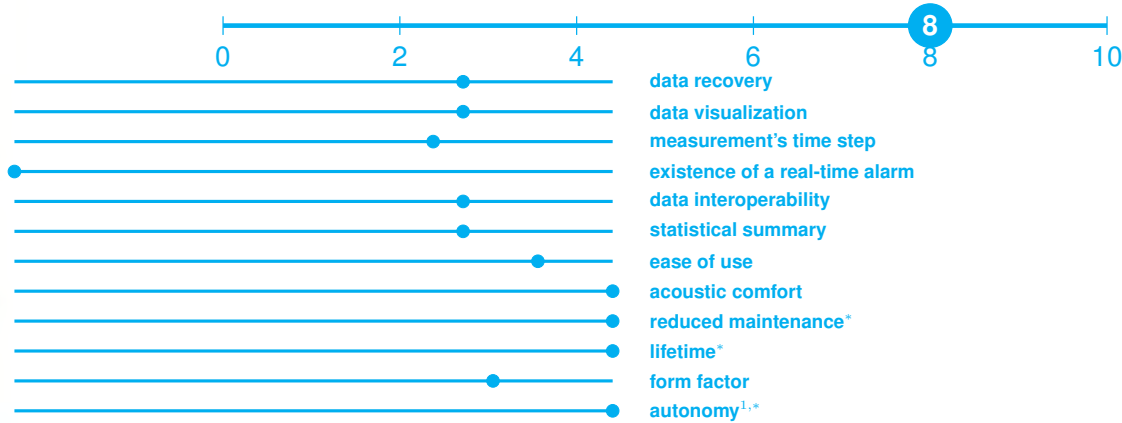 8
0 2 4 6 8 10
data recovery
data visualization
measurement's time step
existence of a real-time alarm
data interoperability
statistical summary
ease of use
acoustic comfort
reduced maintenance*
lifetime*
form factor
autonomy1,*